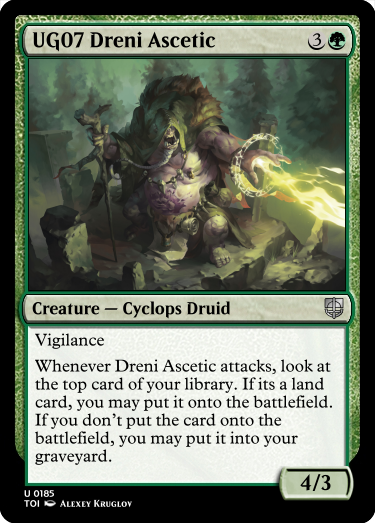 UG07 Dreni Ascetic 3
Creature — Cyclops Druid
Vigilance
Whenever Dreni Ascetic attacks, look at
the top card of your library. If its a land
card, you may put it onto the battlefield.
If you don't put the card onto the
battlefield, you may put it into your
graveyard.
4/3
U 0185
TOI Alexey Kruglov